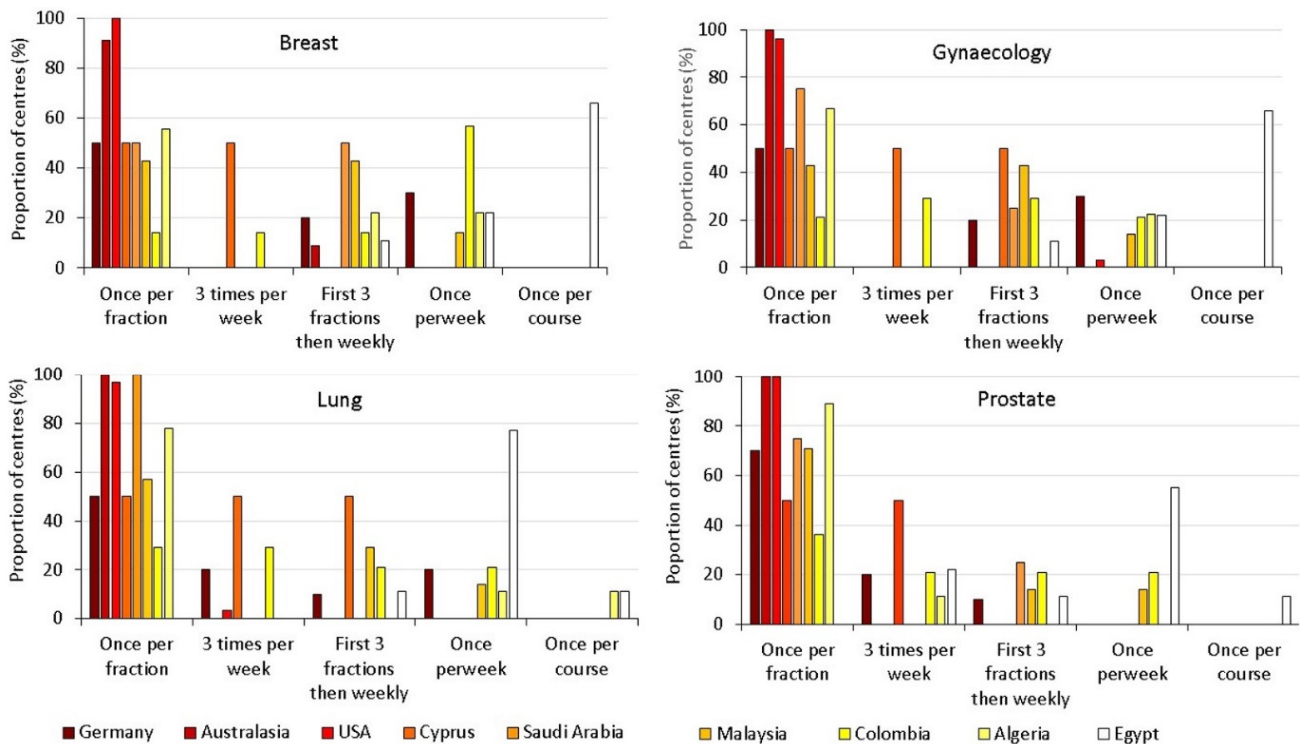 Breast
Proportion of centres (%)
100
80
60
40
20
0
Once per
fraction
3 times per
week
First 3
fractions
then weekly
Once
perweek
Once per
course
Gynaecology
Proportion of centres (%)
100
80
60
40
20
0
Once per
fraction
3 times per
week
First 3
fractions
then weekly
Once
perweek
Once per
course
Lung
Proportion of centres (%)
100
80
60
40
20
0
Once per
fraction
3 times per
week
First 3
fractions
then weekly
Once
perweek
Once per
course
Prostate
Poportion of centres (%)
100
80
60
40
20
0
Once per
fraction
3 times per
week
First 3
fractions
then weekly
Once
perweek
Once per
course
Germany Australasia USA Cyprus Saudi Arabia Malaysia Colombia Algeria Egypt